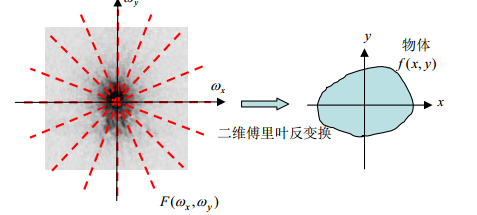 ω_y
ω_x
F(ω_x,ω_y)
二维傅里叶反变换
y
物体
f(x, y)
x